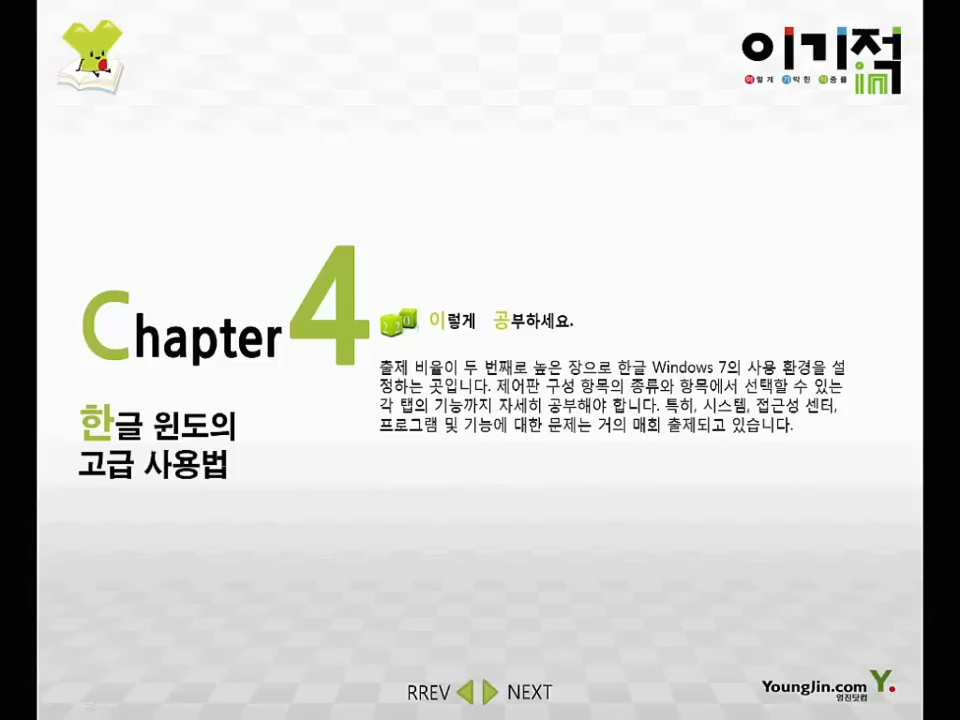 이기적 in
이렇게 기막힌 적중률
Chapter 4
한글 윈도의
고급 사용법
이렇게 공부하세요.
출제 비율이 두 번째로 높은 장으로 한글 Windows 7의 사용 환경을 설
정하는 곳입니다. 제어판 구성 항목의 종류와 항목에서 선택할 수 있는
각 탭의 기능까지 자세히 공부해야 합니다. 특히, 시스템, 접근성 센터,
프로그램 및 기능에 대한 문제는 거의 매회 출제되고 있습니다.
RREV NEXT
YoungJin.com Y.
영진닷컴